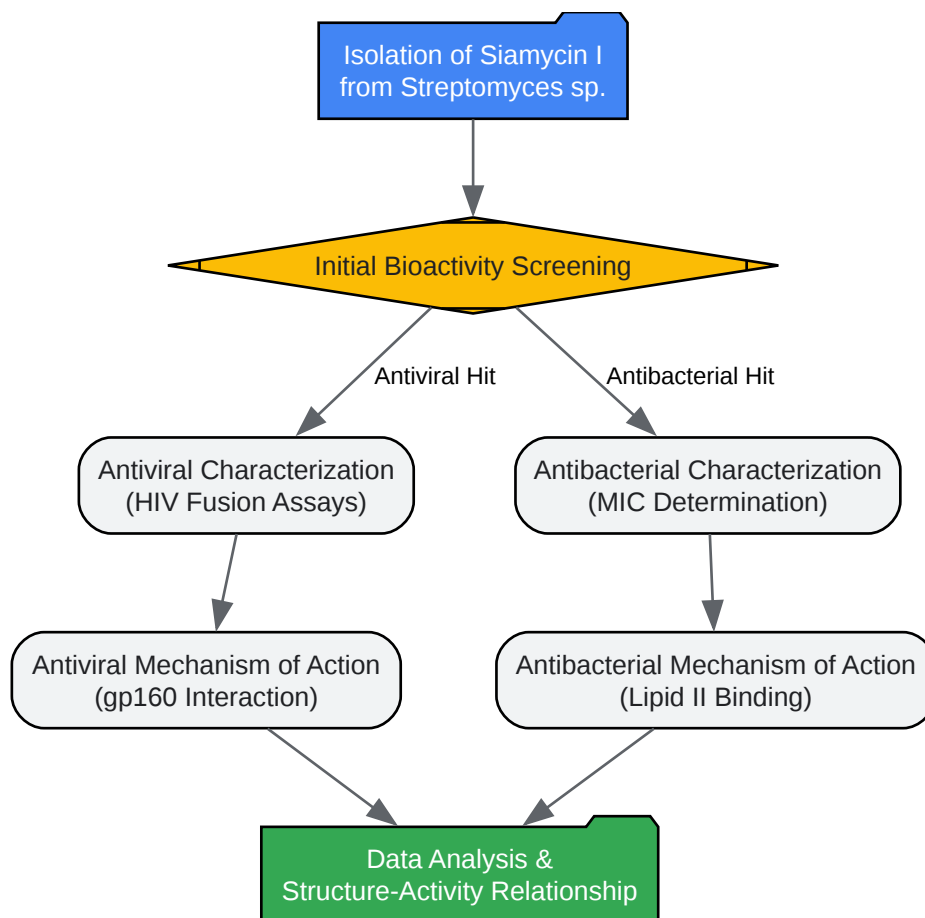 Isolation of Siamycin I
from Streptomyces sp.
Initial Bioactivity Screening
Antiviral Hit
Antibacterial Hit
Antiviral Characterization
(HIV Fusion Assays)
Antibacterial Characterization
(MIC Determination)
Antiviral Mechanism of Action
(gp160 Interaction)
Antibacterial Mechanism of Action
(Lipid II Binding)
Data Analysis &
Structure-Activity Relationship